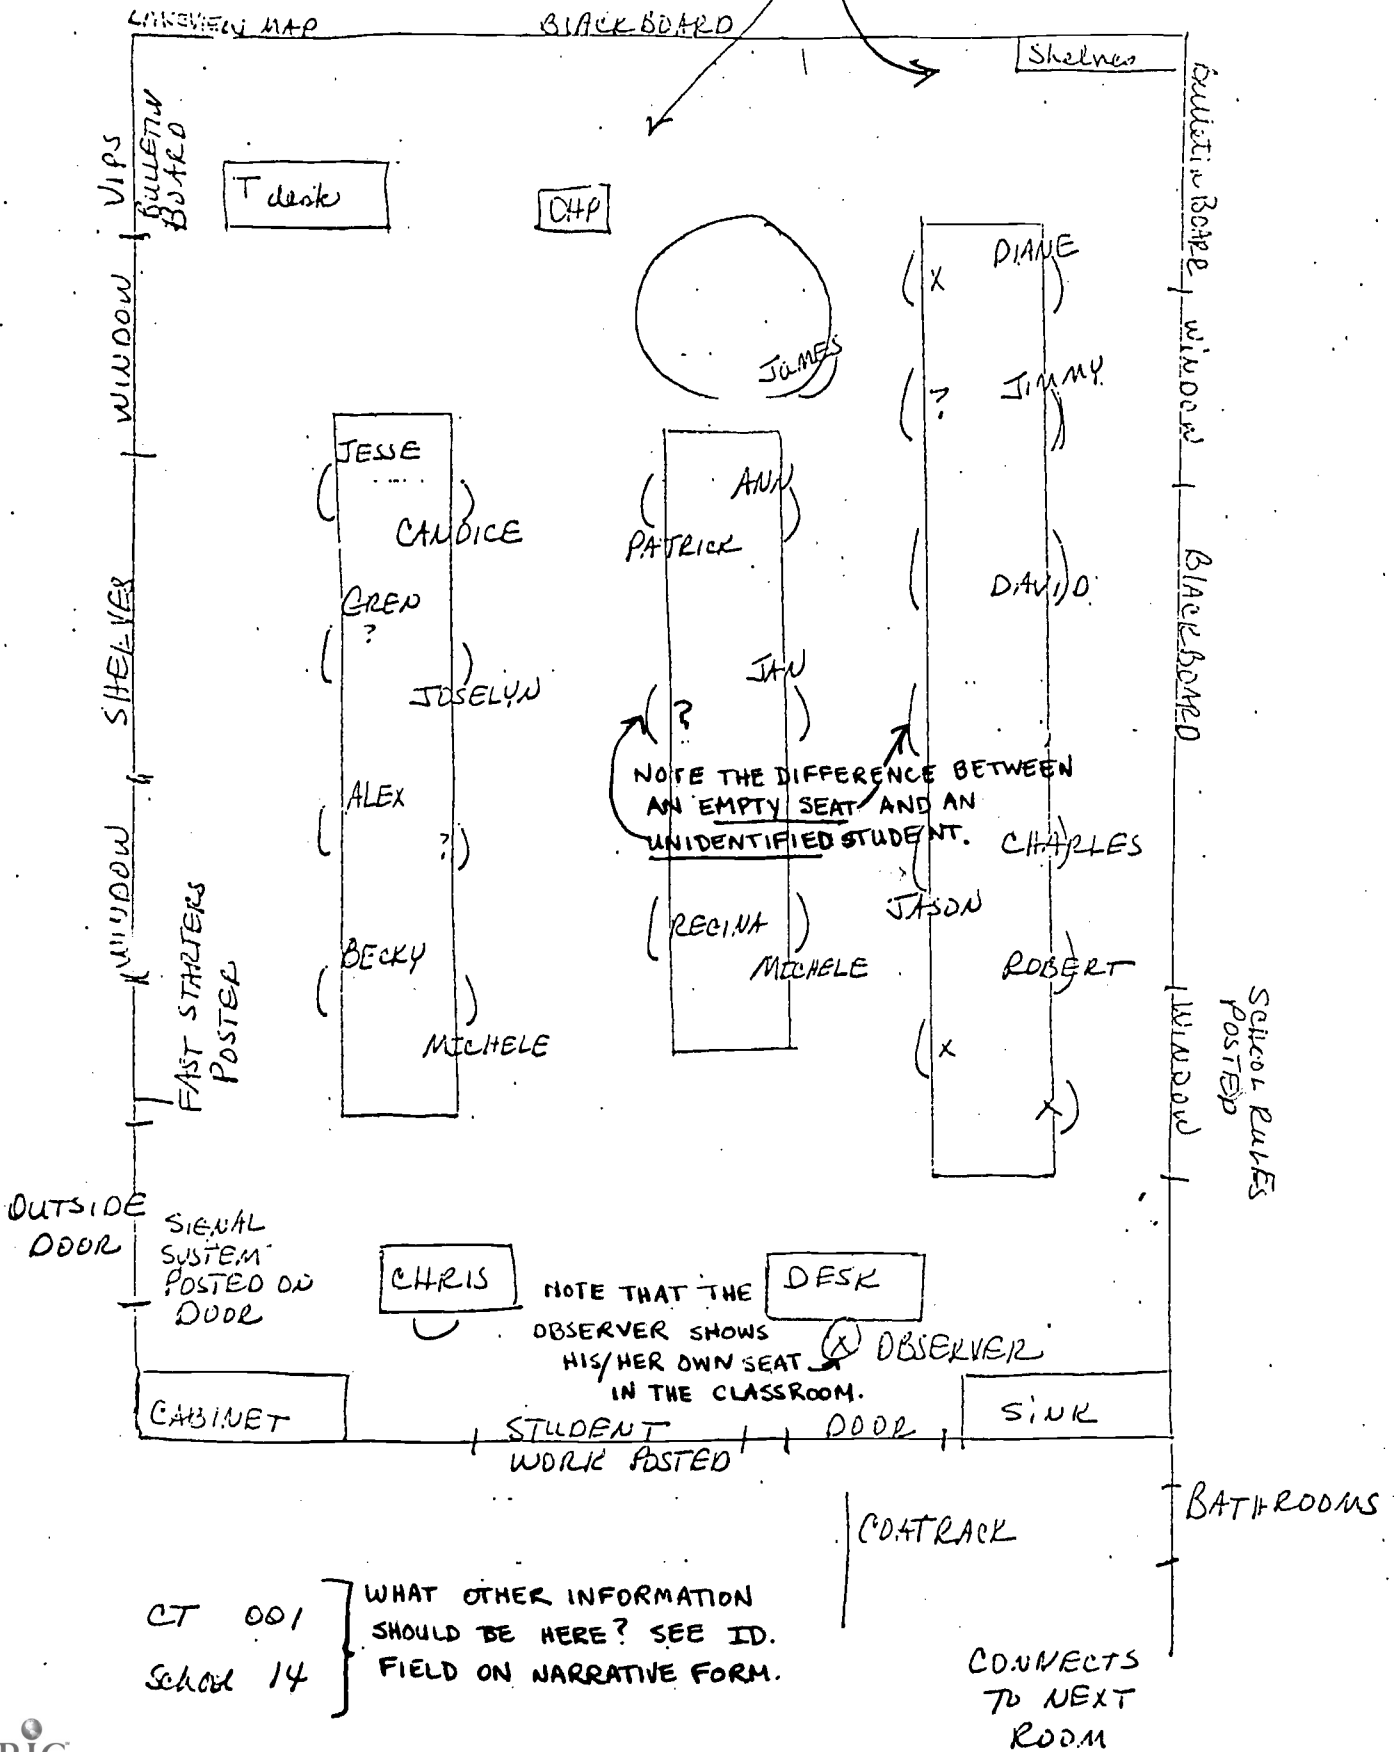 LAKEVIEW MAP
BLACKBOARD
Shelves
VIPS
BULLETIN
BOARD
T desk
OHP
Bulletin BOARD
DIANE
X
WINDOW
WINDOW
JAMES
JIMMY
?
JESSE
CANDICE
ANN
PATRICK
DAVID
BLACKBOARD
SHELVES
GREN
?
JOSELYN
JAN
?
NOTE THE DIFFERENCE BETWEEN
AN EMPTY SEAT AND AN
UNIDENTIFIED STUDENT.
ALEX
?
CHARLES
JASON
WINDOW
FAST STARTERS
POSTER
BECKY
MICHELE
REGINA
MICHELE
ROBERT
X
X
WINDOW
SCHOOL RULES
POSTED
OUTSIDE
DOOR
SIGNAL
SYSTEM
POSTED ON
DOOR
CHRIS
NOTE THAT THE
OBSERVER SHOWS
HIS/HER OWN SEAT
IN THE CLASSROOM.
DESK
X OBSERVER
CABINET
STUDENT
WORK POSTED
DOOR
SINK
BATHROOMS
COATRACK
CT 001
School 14
WHAT OTHER INFORMATION
SHOULD BE HERE? SEE ID.
FIELD ON NARRATIVE FORM.
CONNECTS
TO NEXT
ROOM